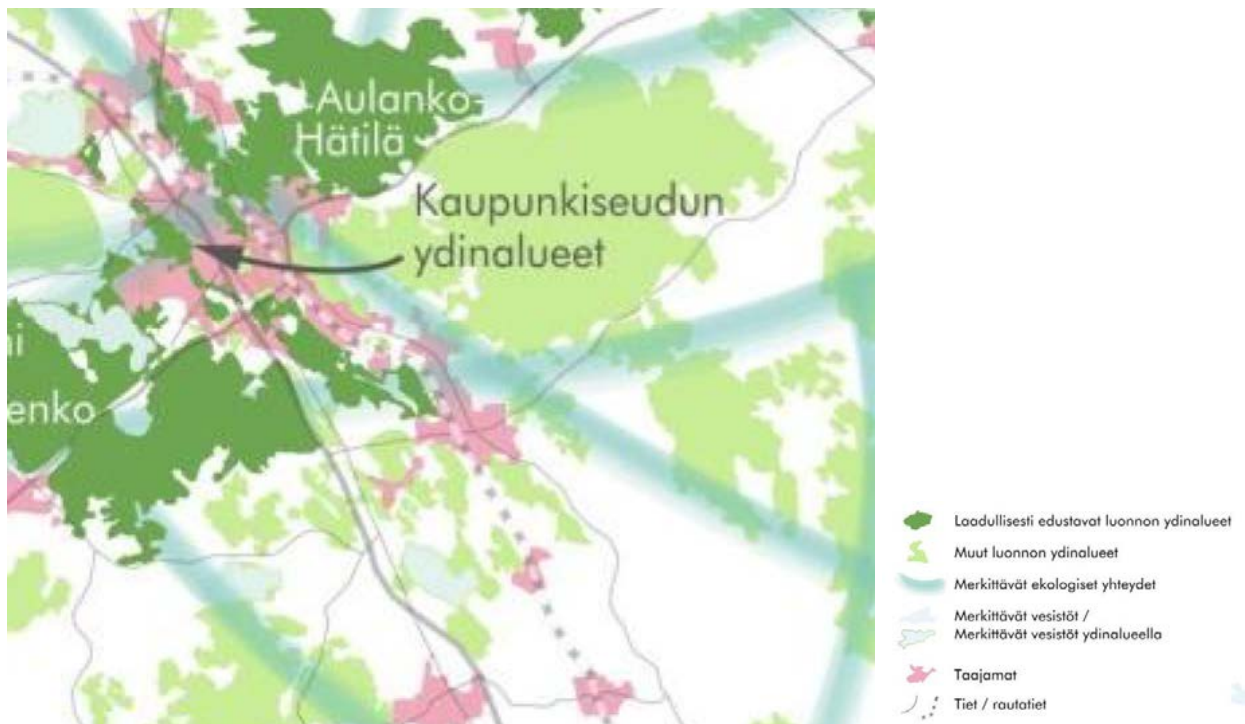 Aulanko-
Hätilä
Kaupunkiseudun
ydinalueet
ni
enko
Laadullisesti edustavat luonnon ydinalueet
Muut luonnon ydinalueet
Merkittävät ekologiset yhteydet
Merkittävät vesistöt /
Merkittävät vesistöt ydinalueella
Taajamat
Tiet / rautatiet